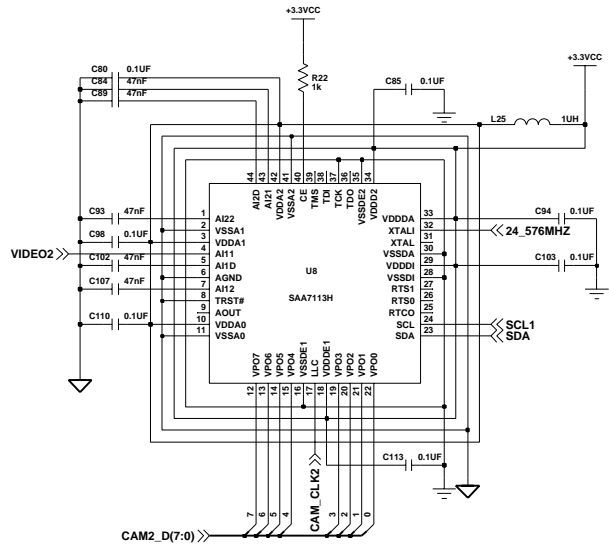 +3.3VCC
+3.3VCC
C80 0.1UF
C84 47nF
C89 47nF
R22
1k
C85 0.1UF
L25 1UH
44 43 42 41 40 39 38 37 36 35 34
AI2D AI21 VDDA2 VSSA2 CE TMS TDI TCK TDO VSSDE2 VDDD2
C93 47nF
C98 0.1UF
VIDEO2
C102 47nF
C107 47nF
C110 0.1UF
1 AI22
2 VSSA1
3 VDDA1
4 AI11
5 AI1D
6 AGND
7 AI12
8 TRST#
9 AOUT
10 VDDA0
11 VSSA0
U8
SAA7113H
VDDDA 33
XTALI 32
XTAL 31
VSSDA 30
VDDDI 29
VSSDI 28
RTS1 27
RTS0 26
RTCO 25
SCL 24
SDA 23
C94 0.1UF
24_576MHZ
C103 0.1UF
SCL1
SDA
VPO7 VPO6 VPO5 VPO4 VSSDE1 LLC VDDDE1 VPO3 VPO2 VPO1 VPO0
12 13 14 15 16 17 18 19 20 21 22
C113 0.1UF
CAM_CLK2
7 6 5 4 3 2 1 0
CAM2_D(7:0)